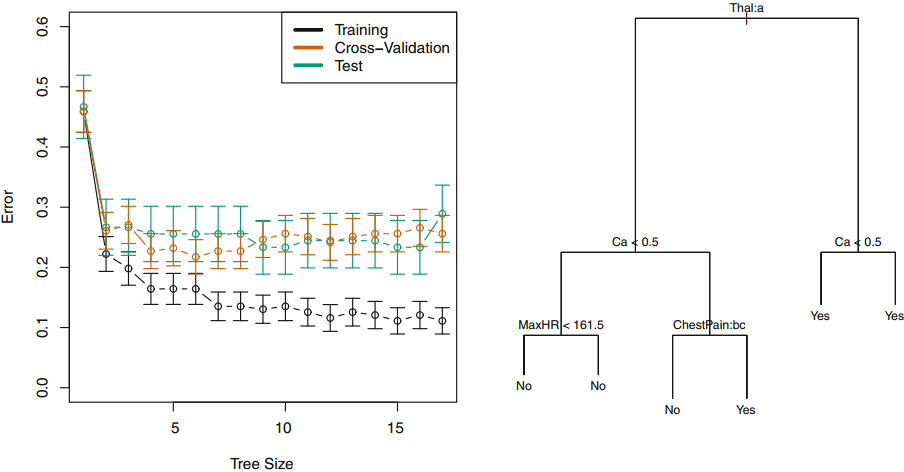 Training
Cross−Validation
Test
0.6
0.5
0.4
0.3
0.2
0.1
0.0
Error
5
10
15
Tree Size
Thal:a
Ca < 0.5
Ca < 0.5
MaxHR < 161.5
ChestPain:bc
Yes
Yes
No
No
No
Yes